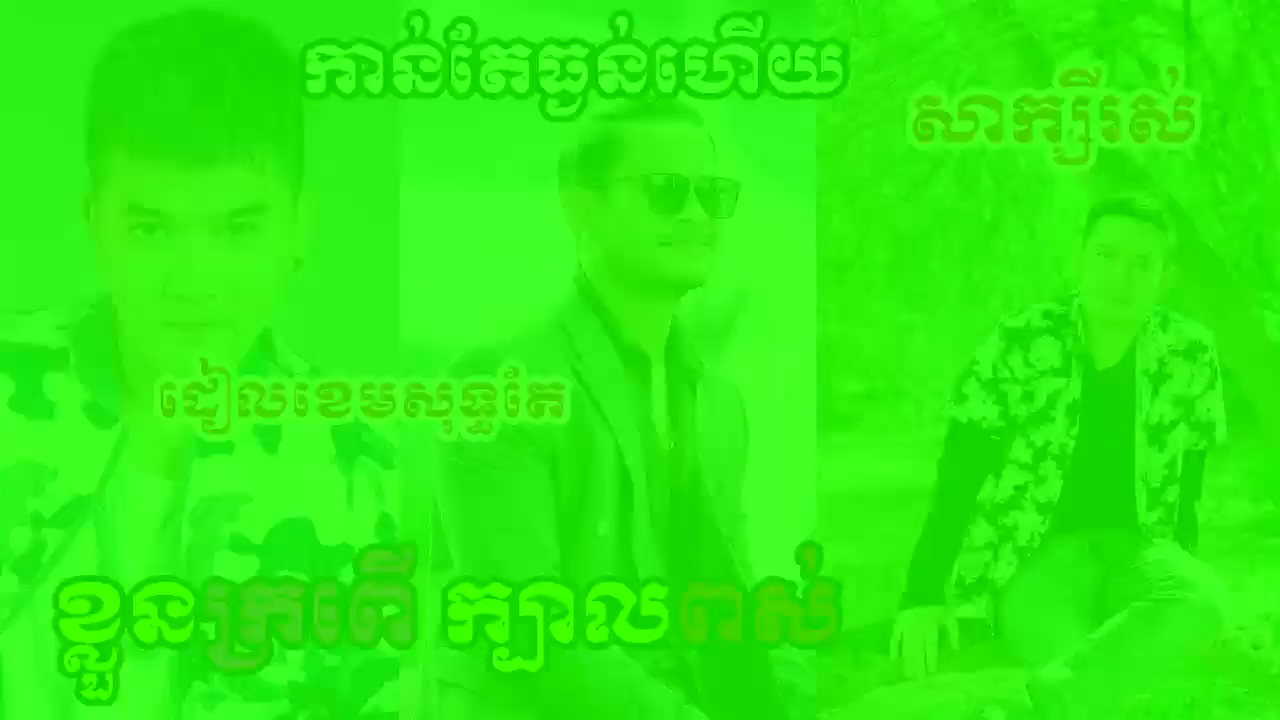 កាន់តែធ្ងន់ហើយ
សាក្សីរស់
ជៀលខេមសុទ្ធតែ
ខ្លួនក្រពើ ក្បាលពស់